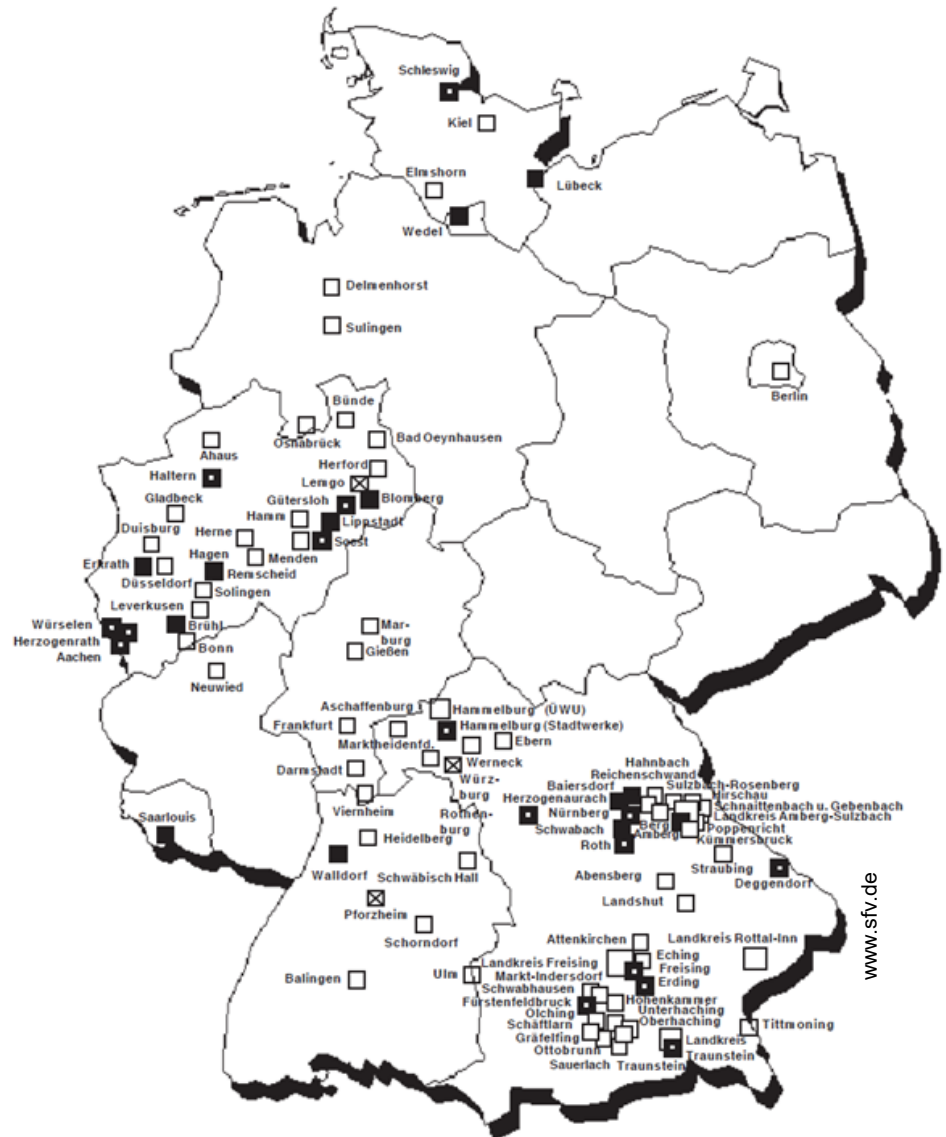 Schleswig
Kiel
Elmshorn
Lübeck
Wedel
Delmenhorst
Sulingen
Berlin
Bünde
Osnabrück
Bad Oeynhausen
Ahaus
Haltern
Herford
Lemgo
Gladbeck
Gütersloh
Blomberg
Hamm
Lippstadt
Duisburg
Herne
Soest
Hagen
Menden
Erkrath
Remscheid
Düsseldorf
Solingen
Leverkusen
Würselen
Brühl
Mar-
burg
Herzogenrath
Bonn
Gießen
Aachen
Neuwied
Aschaffenburg
Hammelburg (ÜWU)
Frankfurt
Hammelburg (Stadtwerke)
Marktheidenfd.
Ebern
Werneck
Darmstadt
Würz-
burg
Hahnbach
Reichenschwand
Baiersdorf
Sulzbach-Rosenberg
Viernheim
Herzogenaurach
Hirschau
Schnaittenbach u. Gebenbach
Rothen-
burg
Nürnberg
Landkreis Amberg-Sulzbach
Saarlouis
Schwabach
Berg
Poppenricht
Amberg
Heidelberg
Roth
Kümmersbruck
Walldorf
Schwäbisch Hall
Straubing
Deggendorf
Abensberg
Landshut
Pforzheim
Schorndorf
www.sfv.de
Attenkirchen
Landkreis Rottal-Inn
Balingen
Ulm
Landkreis Freising
Eching
Markt-Indersdorf
Freising
Schwabhausen
Erding
Fürstenfeldbruck
Hohenkammer
Olching
Unterhaching
Schäftlarn
Oberhaching
Tittmoning
Gräfelfing
Landkreis
Traunstein
Ottobrunn
Sauerlach
Traunstein